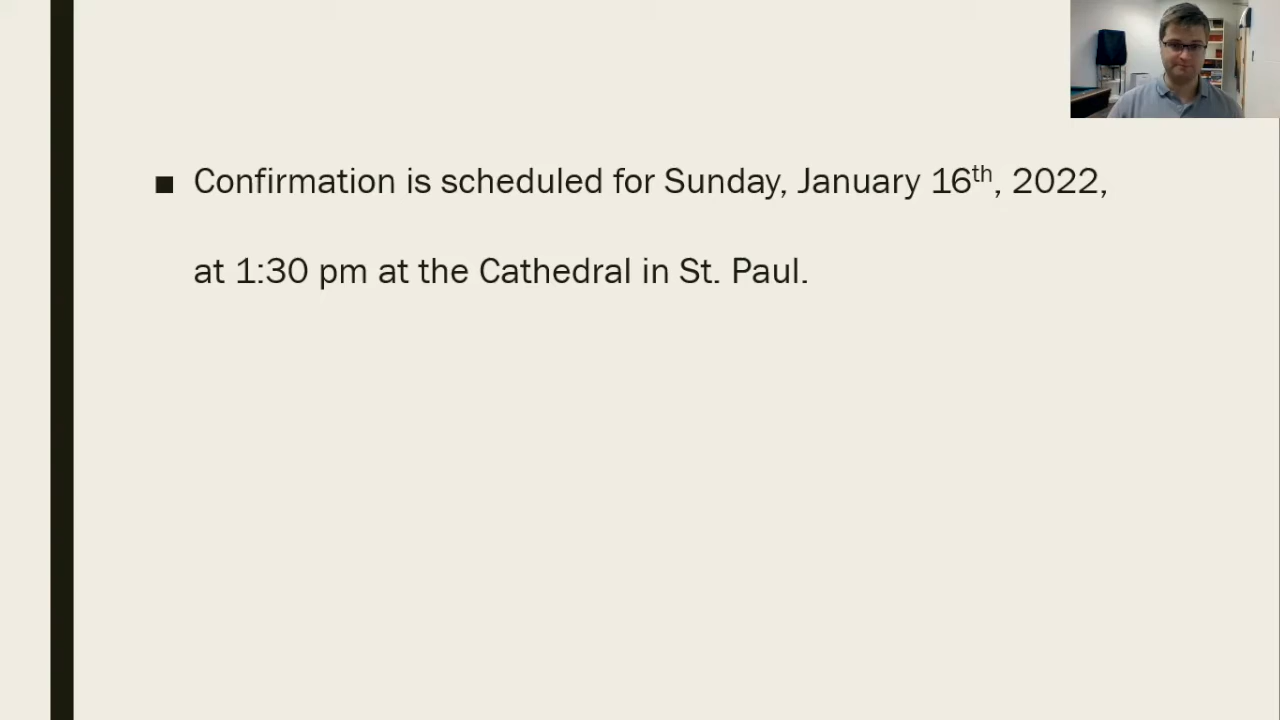 ■ Confirmation is scheduled for Sunday, January 16th, 2022,
at 1:30 pm at the Cathedral in St. Paul.